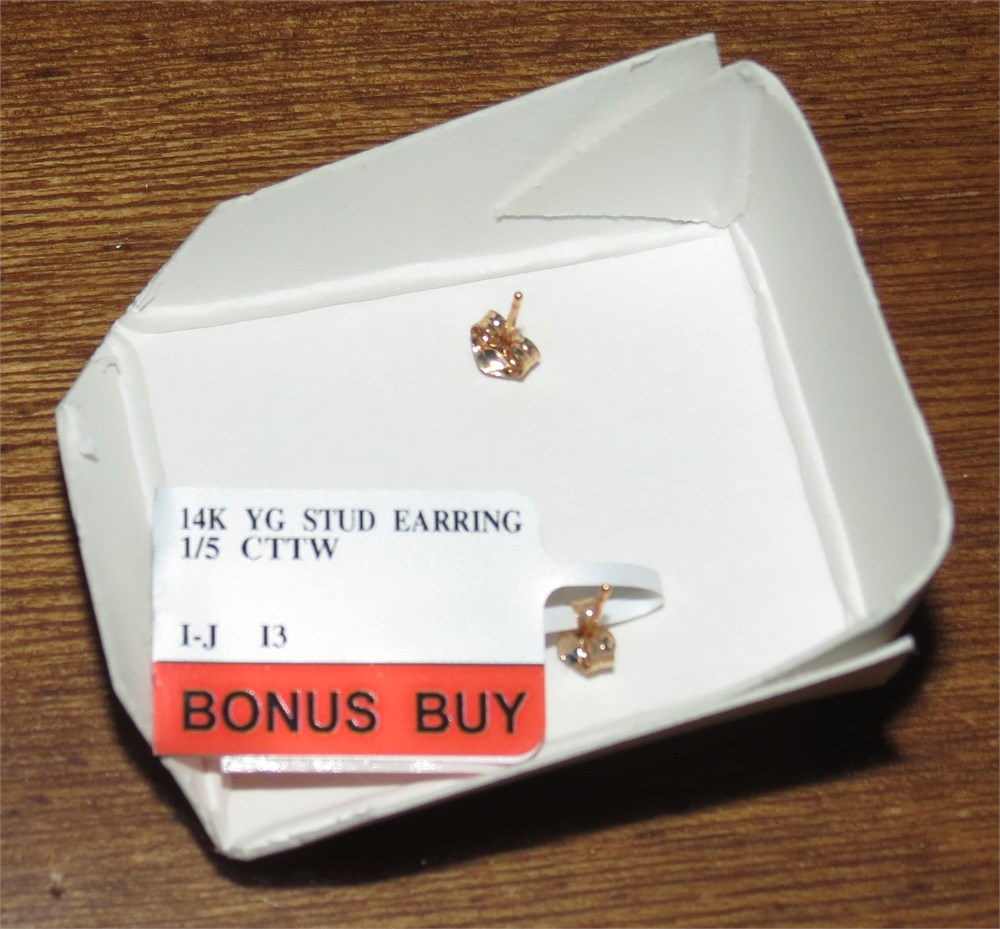 14K YG STUD EARRING
1/5 CTTW
I-J I3
BONUS BUY